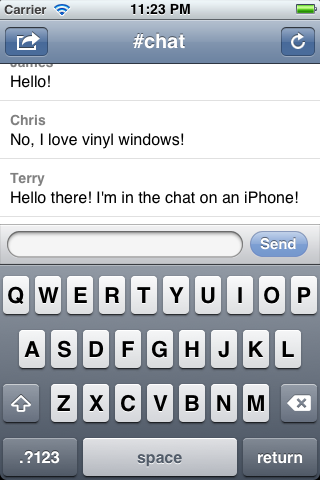 Carrier 11:23 PM
#chat
James
Hello!
Chris
No, I love vinyl windows!
Terry
Hello there! I'm in the chat on an iPhone!
Send
Q W E R T Y U I O P
A S D F G H J K L
Z X C V B N M
.?123 space return